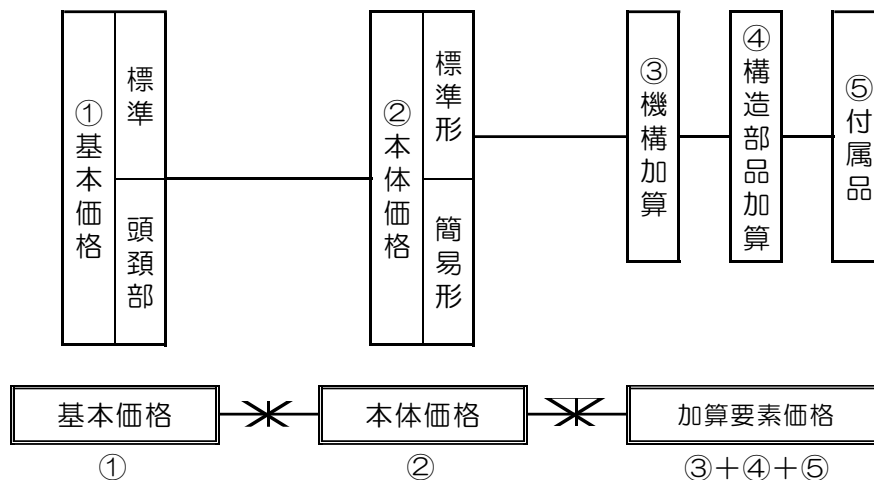 ①基本価格
標準
頭頚部
②本体価格
標準形
簡易形
③機構加算
④構造部品加算
⑤付属品
基本価格
本体価格
加算要素価格
①
②
③＋④＋⑤